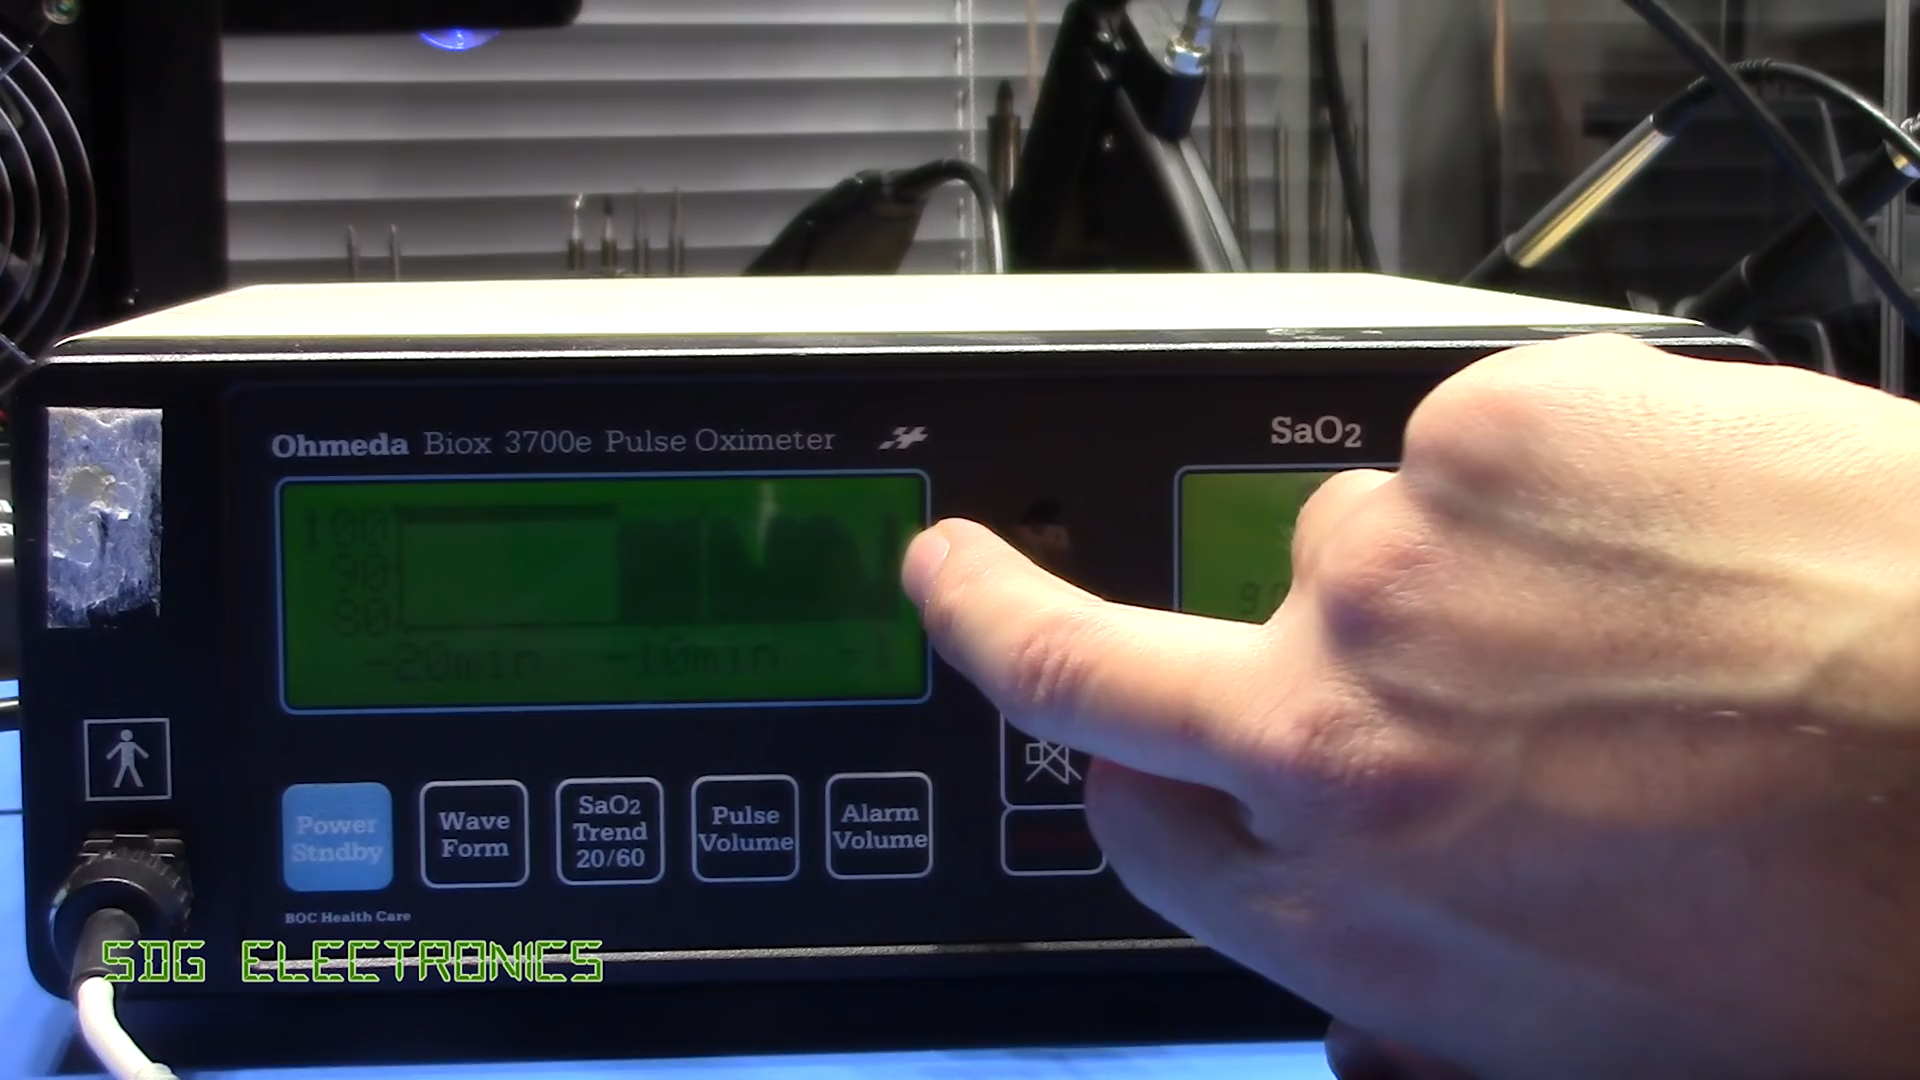 Ohmeda Biox 3700e Pulse Oximeter
SaO2
100
90
80
-20min -10min -1
Power
Stndby
Wave
Form
SaO2
Trend
20/60
Pulse
Volume
Alarm
Volume
BOC Health Care
SDG ELECTRONICS